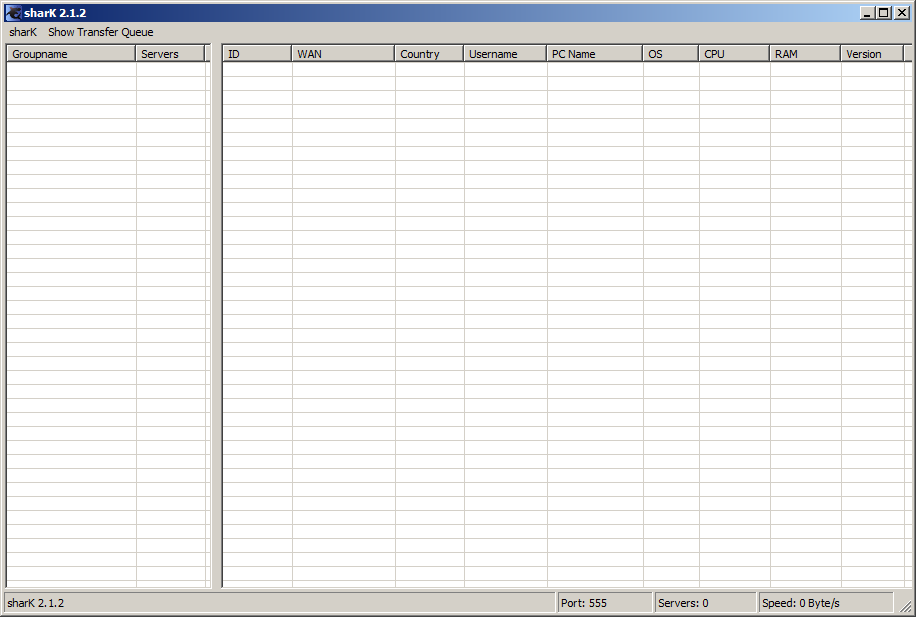 sharK 2.1.2
sharK Show Transfer Queue
Groupname Servers ID WAN Country Username PC Name OS CPU RAM Version
sharK 2.1.2 Port: 555 Servers: 0 Speed: 0 Byte/s